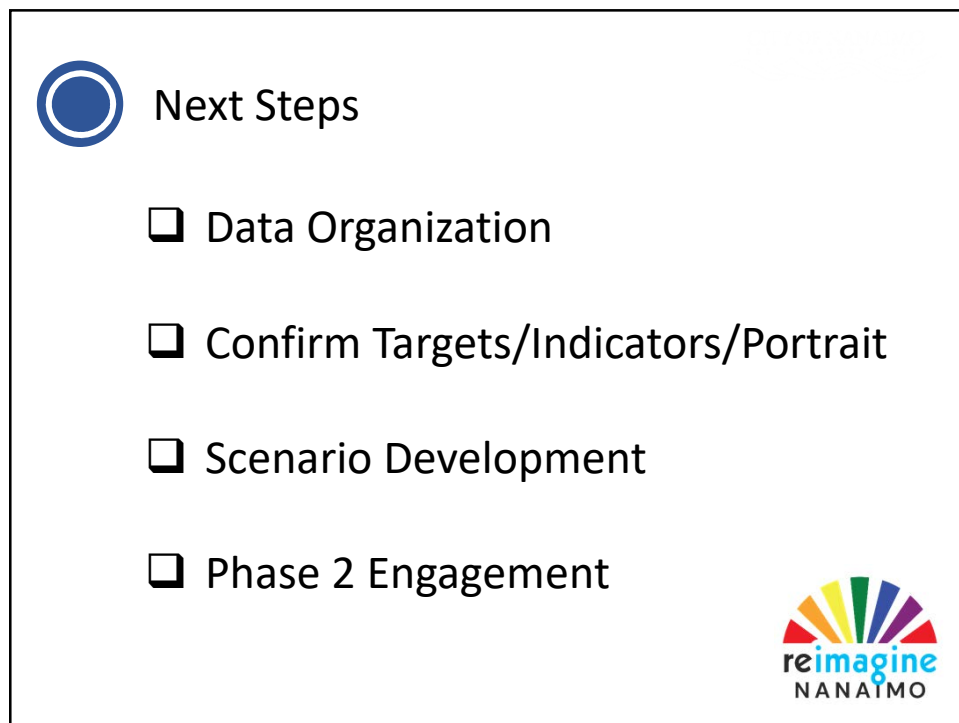 Next Steps
Data Organization
Confirm Targets/Indicators/Portrait
Scenario Development
Phase 2 Engagement
reimagine
NANAIMO